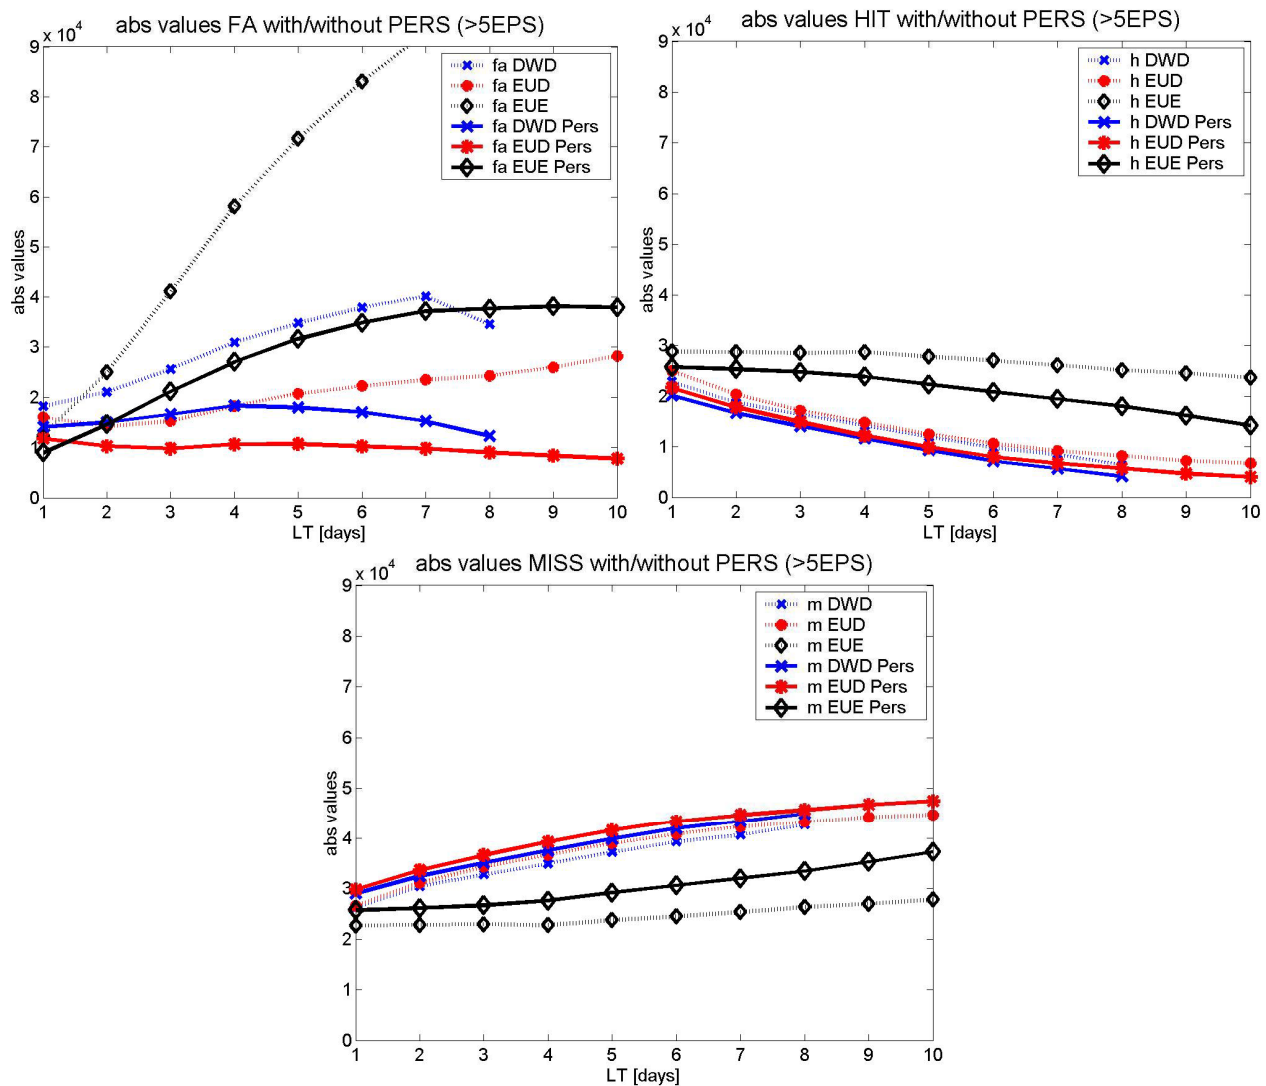 abs values FA with/without PERS (>5EPS)
x 10^4
9
8
7
6
5
4
3
2
1
0
abs values
fa DWD
fa EUD
fa EUE
fa DWD Pers
fa EUD Pers
fa EUE Pers
1 2 3 4 5 6 7 8 9 10
LT [days]
abs values HIT with/without PERS (>5EPS)
x 10^4
9
8
7
6
5
4
3
2
1
0
abs values
h DWD
h EUD
h EUE
h DWD Pers
h EUD Pers
h EUE Pers
1 2 3 4 5 6 7 8 9 10
LT [days]
abs values MISS with/without PERS (>5EPS)
x 10^4
9
8
7
6
5
4
3
2
1
0
abs values
m DWD
m EUD
m EUE
m DWD Pers
m EUD Pers
m EUE Pers
1 2 3 4 5 6 7 8 9 10
LT [days]